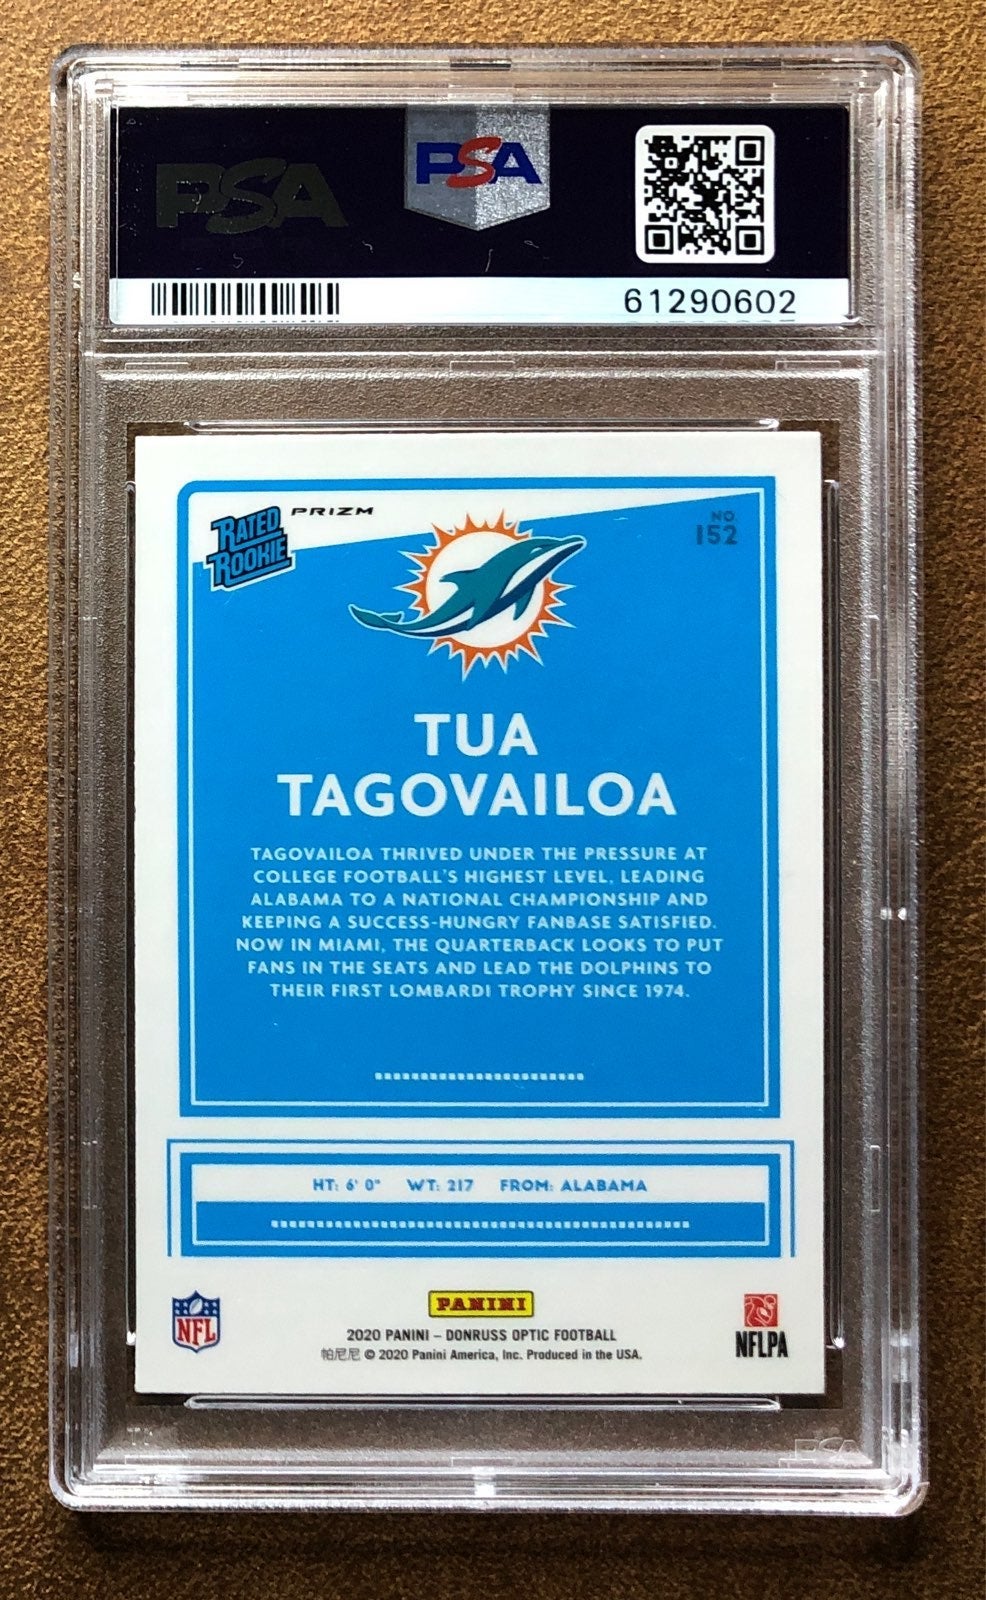 PSA
PSA
61290602
RATED
ROOKIE
PRIZM
NO.
152
TUA
TAGOVAILOA
TAGOVAILOA THRIVED UNDER THE PRESSURE AT
COLLEGE FOOTBALL'S HIGHEST LEVEL, LEADING
ALABAMA TO A NATIONAL CHAMPIONSHIP AND
KEEPING A SUCCESS-HUNGRY FANBASE SATISFIED.
NOW IN MIAMI, THE QUARTERBACK LOOKS TO PUT
FANS IN THE SEATS AND LEAD THE DOLPHINS TO
THEIR FIRST LOMBARDI TROPHY SINCE 1974.
HT: 6' 0" WT: 217 FROM: ALABAMA
NFL
PANINI
NFLPA
2020 PANINI – DONRUSS OPTIC FOOTBALL
帕尼尼 © 2020 Panini America, Inc. Produced in the USA.
PSA